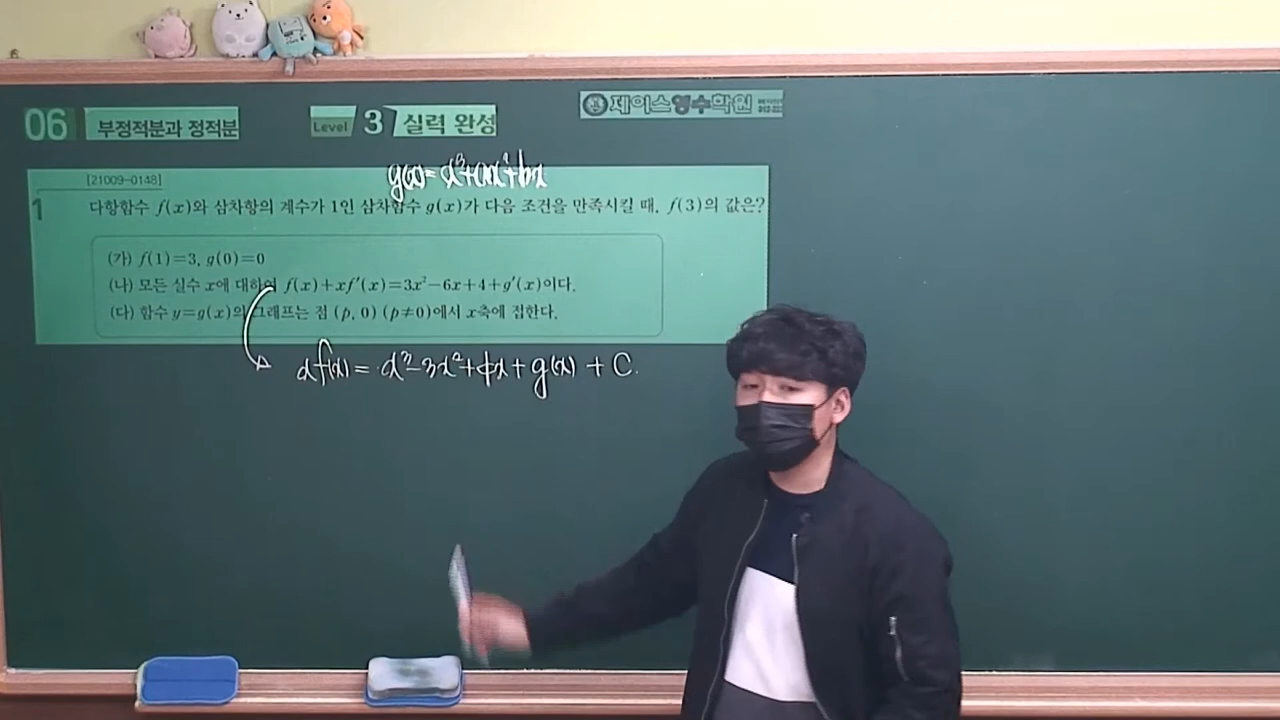 06 부정적분과 정적분 Level 3 실력 완성 제이스영수학원
g(x)=x³+ax²+bx
[21009-0148]
1 다항함수 f(x)와 삼차항의 계수가 1인 삼차함수 g(x)가 다음 조건을 만족시킬 때, f(3)의 값은?
(가) f(1)=3, g(0)=0
(나) 모든 실수 x에 대하여 f(x)+xf′(x)=3x²-6x+4+g′(x)이다.
(다) 함수 y=g(x)의 그래프는 점 (p, 0) (p≠0)에서 x축에 접한다.
xf(x)=x³-3x²+4x+g(x)+C